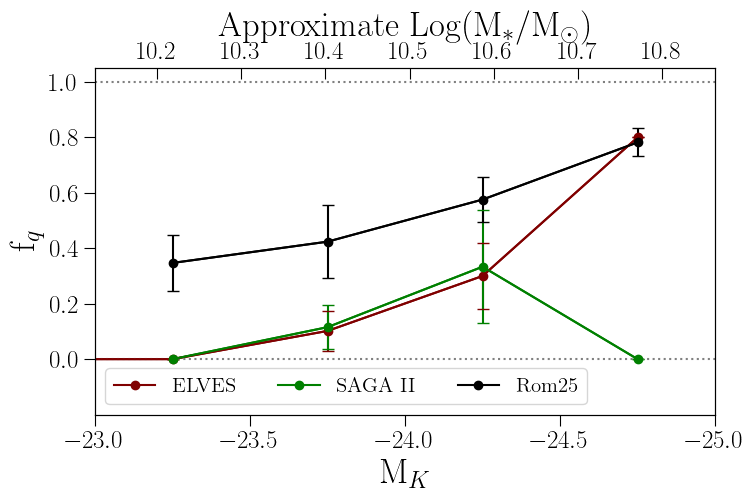 Approximate Log(M*/M⊙)
10.2 10.3 10.4 10.5 10.6 10.7 10.8
1.0
0.8
0.6
0.4
0.2
0.0
f_q
ELVES SAGA II Rom25
−23.0 −23.5 −24.0 −24.5 −25.0
M_K